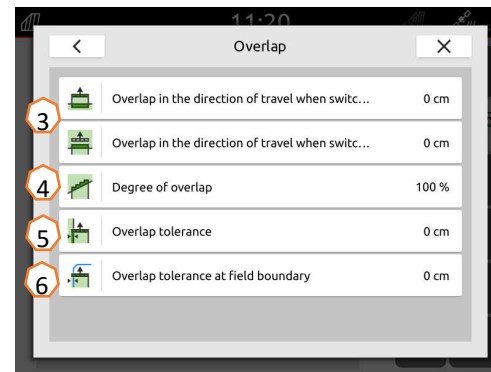 11:20
Overlap
3
Overlap in the direction of travel when switc... 0 cm
Overlap in the direction of travel when switc... 0 cm
4
Degree of overlap 100 %
5
Overlap tolerance 0 cm
6
Overlap tolerance at field boundary 0 cm